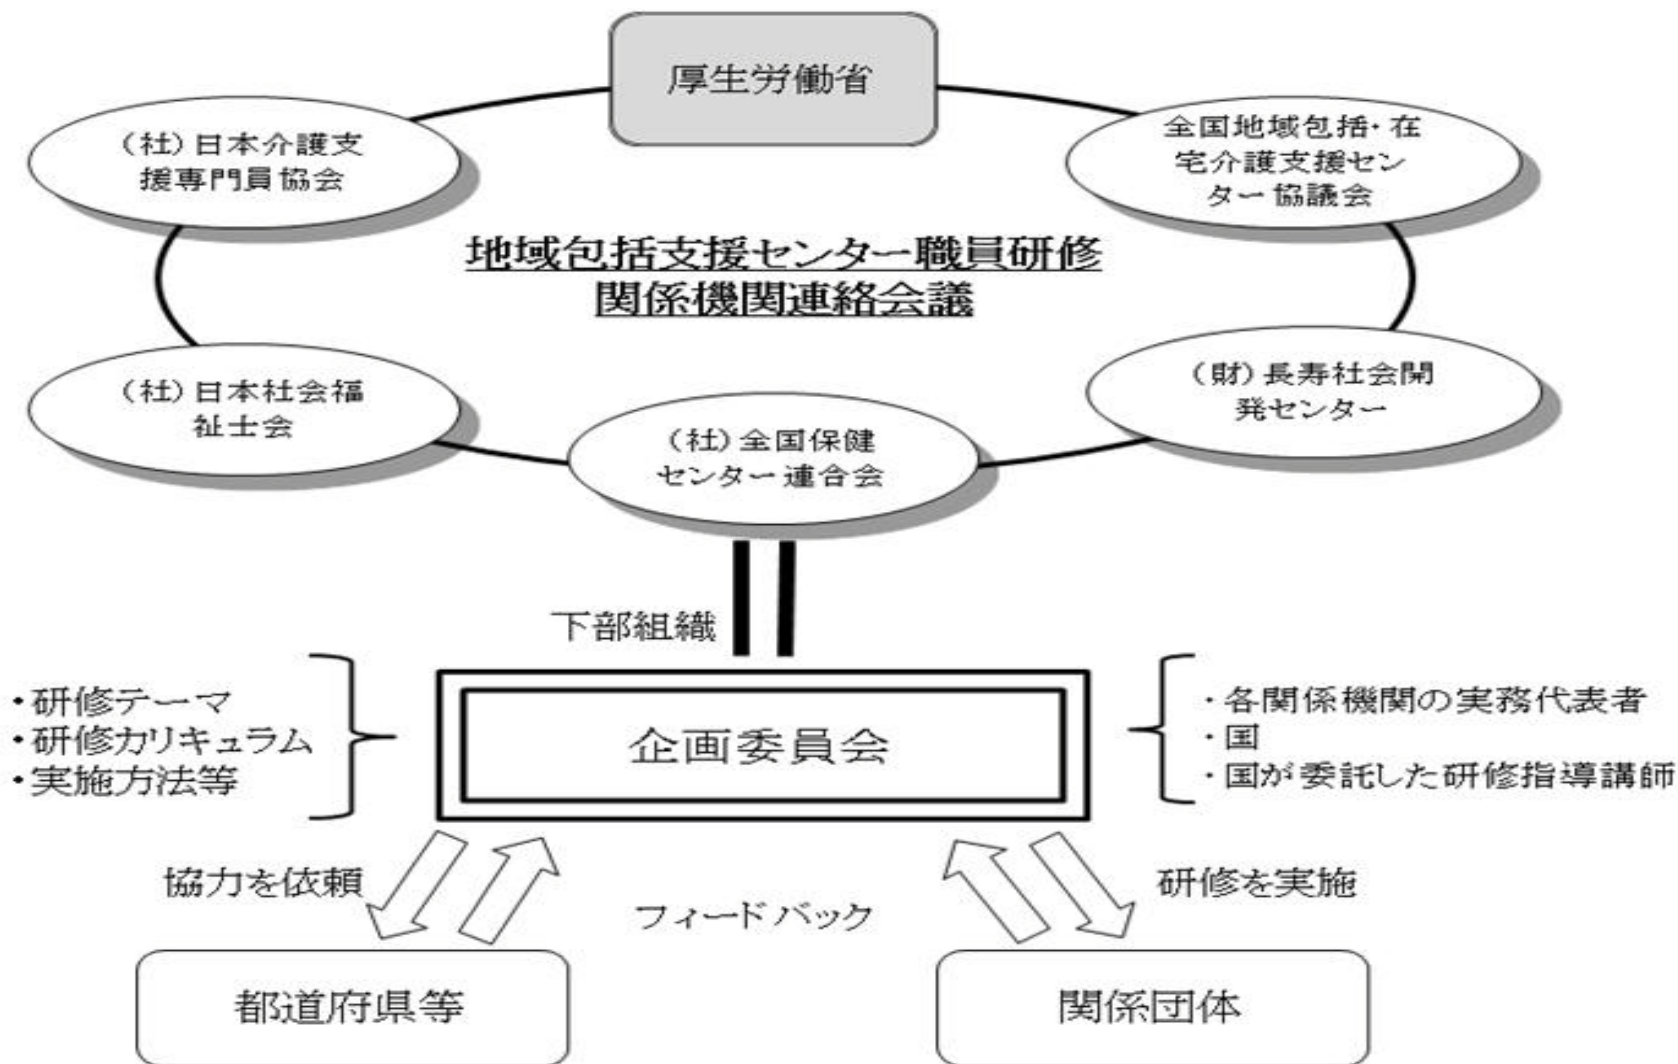 厚生労働省
(社)日本介護支
援専門員協会
全国地域包括・在
宅介護支援セン
ター協議会
地域包括支援センター職員研修
関係機関連絡会議
(社)日本社会福
祉士会
(社)全国保健
センター連合会
(財)長寿社会開
発センター
下部組織
・研修テーマ
・研修カリキュラム
・実施方法等
企画委員会
・各関係機関の実務代表者
・国
・国が委託した研修指導講師
協力を依頼
フィードバック
研修を実施
都道府県等
関係団体